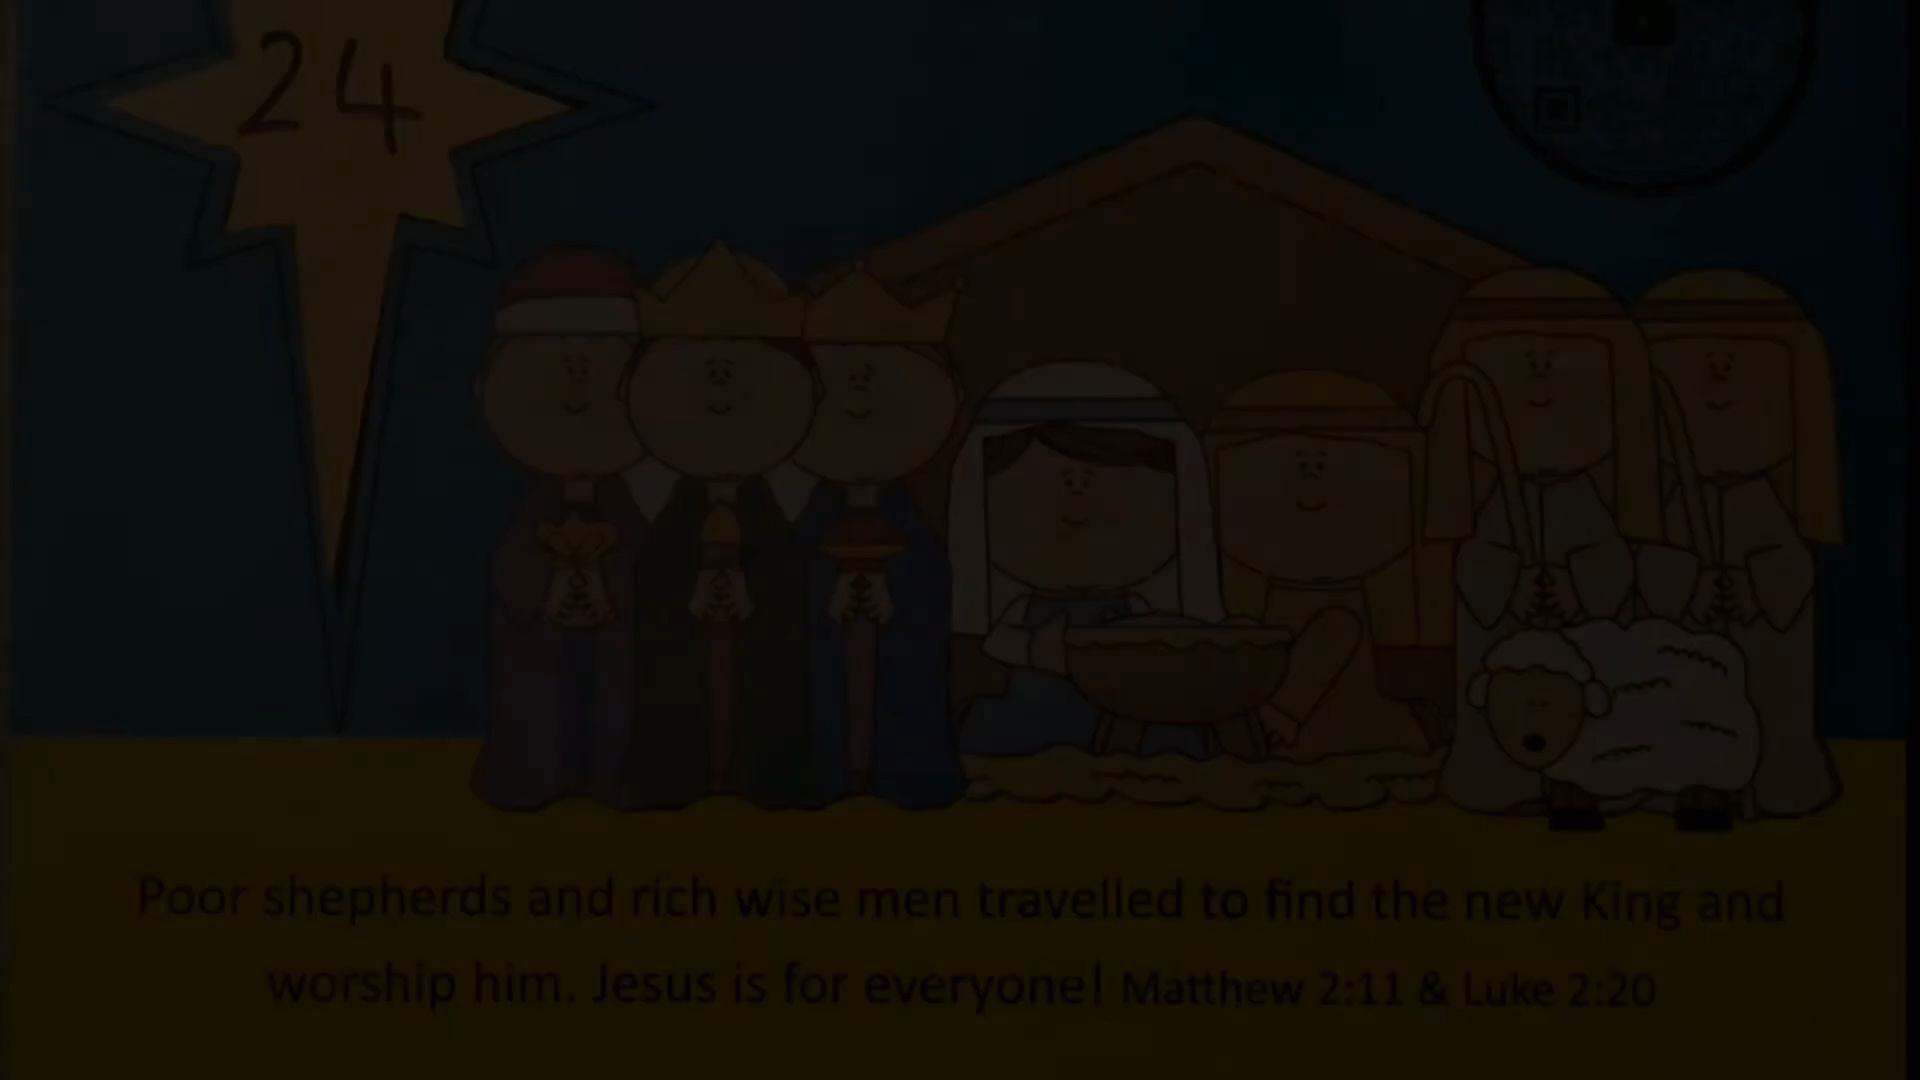 24
Poor shepherds and rich wise men travelled to find the new King and
worship him. Jesus is for everyone! Matthew 2:11 & Luke 2:20